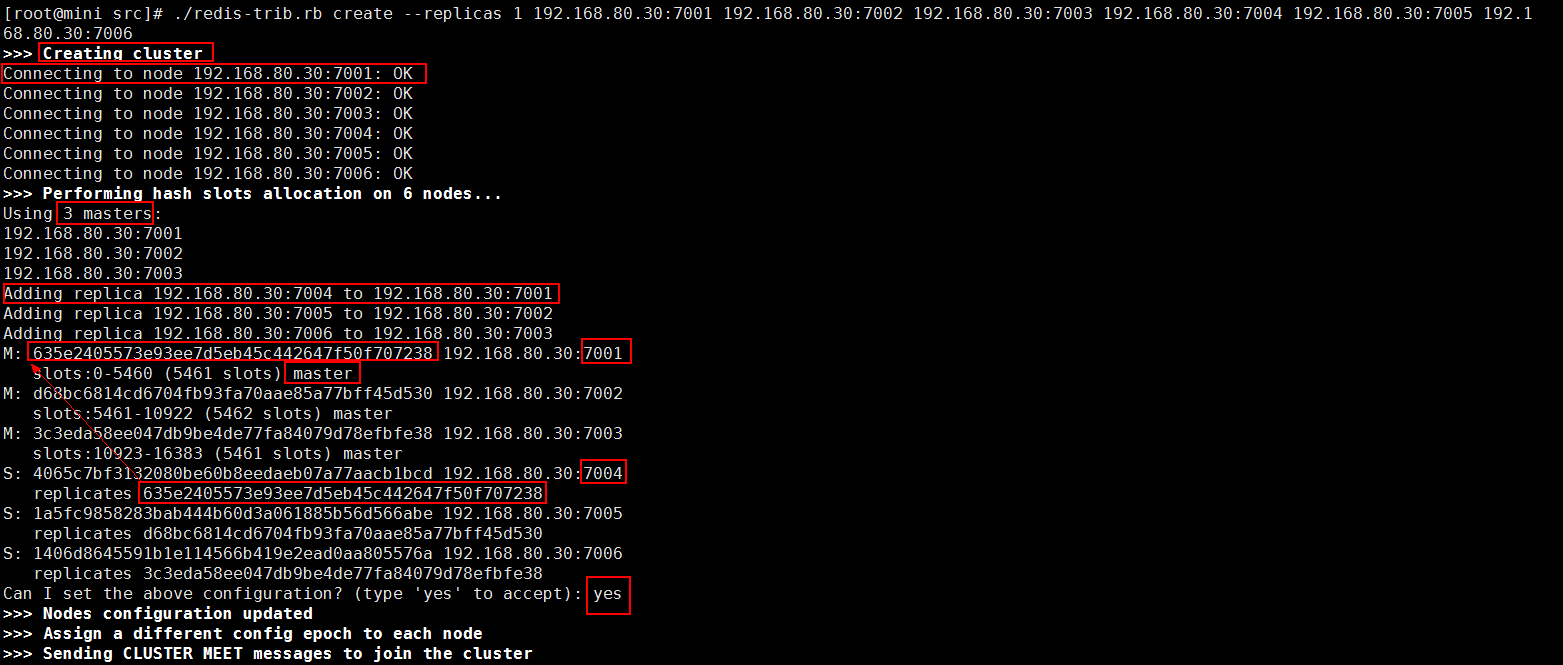 [root@mini src]# ./redis-trib.rb create --replicas 1 192.168.80.30:7001 192.168.80.30:7002 192.168.80.30:7003 192.168.80.30:7004 192.168.80.30:7005 192.1
68.80.30:7006
>>> Creating cluster
Connecting to node 192.168.80.30:7001: OK
Connecting to node 192.168.80.30:7002: OK
Connecting to node 192.168.80.30:7003: OK
Connecting to node 192.168.80.30:7004: OK
Connecting to node 192.168.80.30:7005: OK
Connecting to node 192.168.80.30:7006: OK
>>> Performing hash slots allocation on 6 nodes...
Using 3 masters:
192.168.80.30:7001
192.168.80.30:7002
192.168.80.30:7003
Adding replica 192.168.80.30:7004 to 192.168.80.30:7001
Adding replica 192.168.80.30:7005 to 192.168.80.30:7002
Adding replica 192.168.80.30:7006 to 192.168.80.30:7003
M: 635e2405573e93ee7d5eb45c442647f50f707238 192.168.80.30:7001
slots:0-5460 (5461 slots) master
M: d68bc6814cd6704fb93fa70aae85a77bff45d530 192.168.80.30:7002
slots:5461-10922 (5462 slots) master
M: 3c3eda58ee047db9be4de77fa84079d78efbfe38 192.168.80.30:7003
slots:10923-16383 (5461 slots) master
S: 4065c7bf3132080be60b8eedaeb07a77aacb1bcd 192.168.80.30:7004
replicates 635e2405573e93ee7d5eb45c442647f50f707238
S: 1a5fc9858283bab444b60d3a061885b56d566abe 192.168.80.30:7005
replicates d68bc6814cd6704fb93fa70aae85a77bff45d530
S: 1406d8645591b1e114566b419e2ead0aa805576a 192.168.80.30:7006
replicates 3c3eda58ee047db9be4de77fa84079d78efbfe38
Can I set the above configuration? (type 'yes' to accept): yes
>>> Nodes configuration updated
>>> Assign a different config epoch to each node
>>> Sending CLUSTER MEET messages to join the cluster